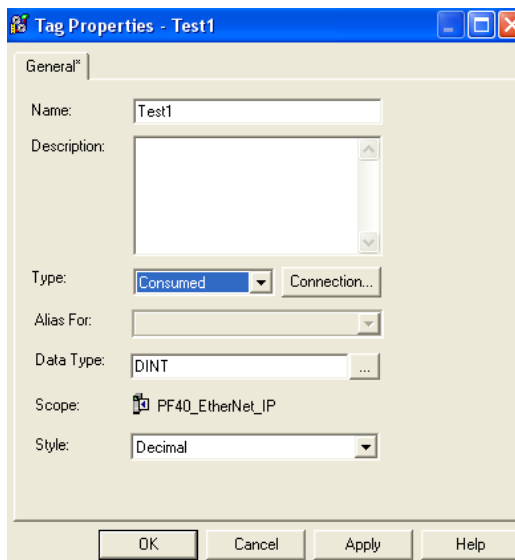 Tag Properties - Test1
General*
Name: Test1
Description:
Type: Consumed Connection...
Alias For:
Data Type: DINT ...
Scope: PF40_EtherNet_IP
Style: Decimal
OK Cancel Apply Help